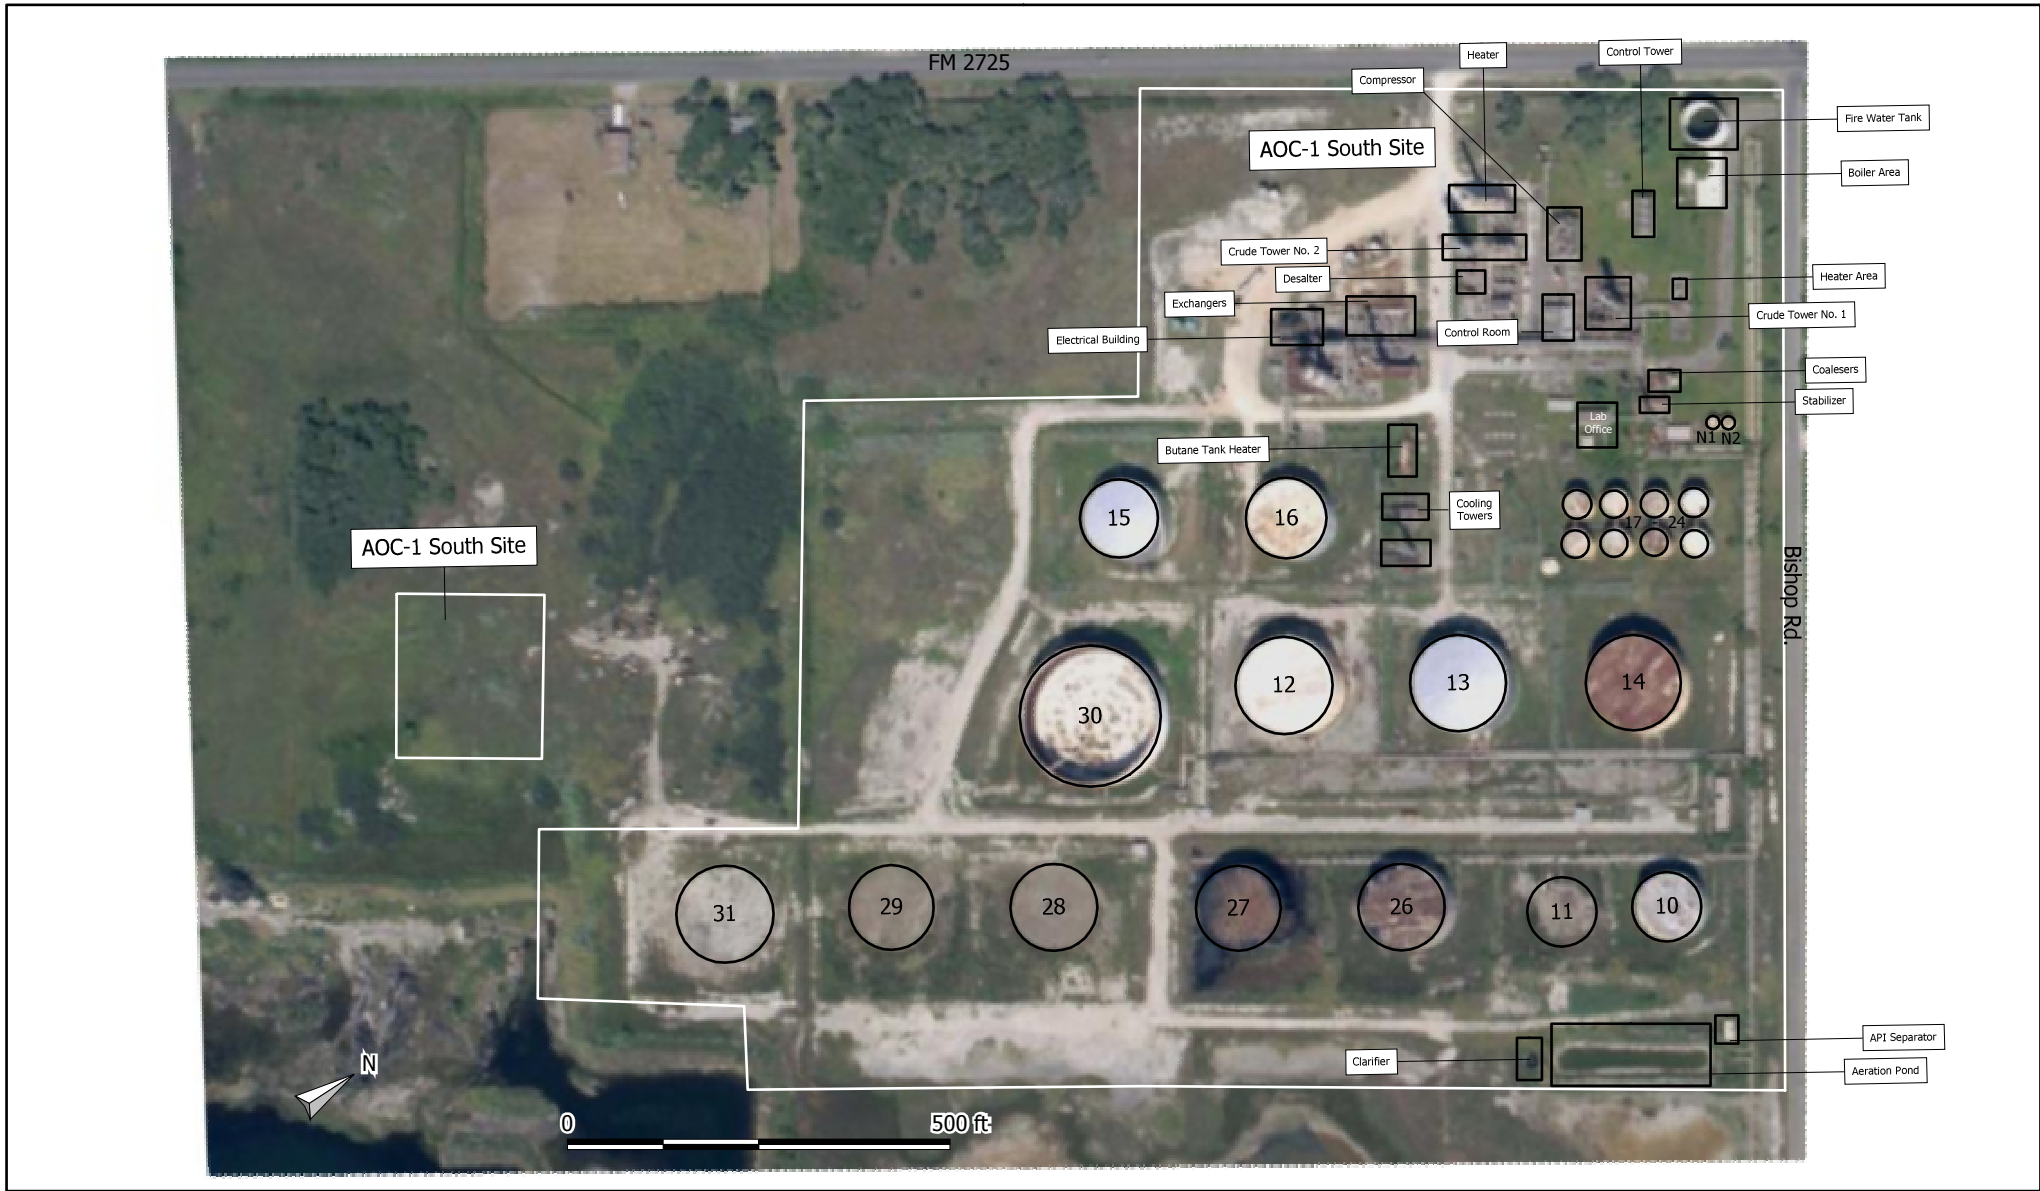 FM 2725
Heater
Control Tower
Compressor
Fire Water Tank
AOC-1 South Site
Boiler Area
Crude Tower No. 2
Desalter
Heater Area
Exchangers
Crude Tower No. 1
Electrical Building
Control Room
Coalesers
Stabilizer
Lab
Office
N1 N2
Butane Tank Heater
Cooling
Towers
15
16
17 - 24
AOC-1 South Site
Bishop Rd.
30
12
13
14
31
29
28
27
26
11
10
Clarifier
API Separator
Aeration Pond
N
0
500 ft